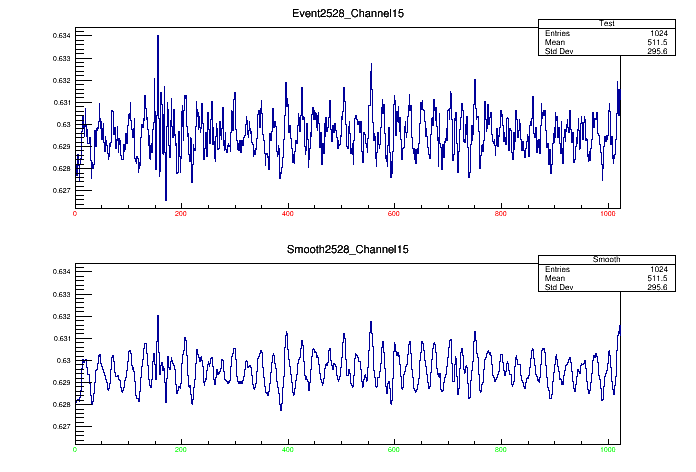 Event2528_Channel15
Test
Entries 1024
Mean 511.5
Std Dev 295.6
0.634
0.633
0.632
0.631
0.63
0.629
0.628
0.627
0 200 400 600 800 1000
Smooth2528_Channel15
Smooth
Entries 1024
Mean 511.5
Std Dev 295.6
0.634
0.633
0.632
0.631
0.63
0.629
0.628
0.627
0 200 400 600 800 1000